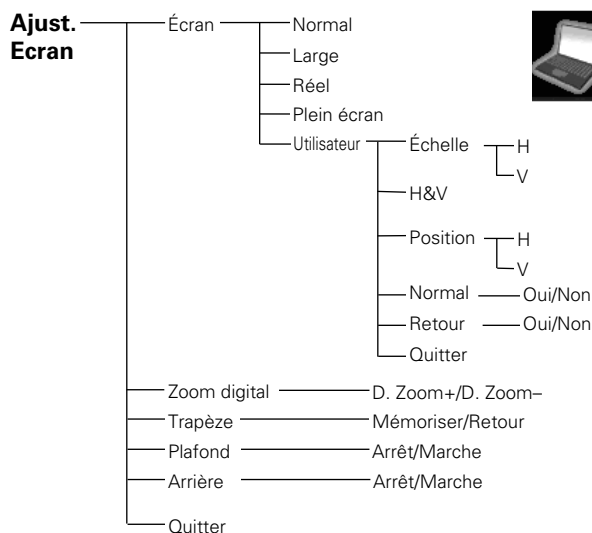 Ajust. Ecran
Écran
Normal
Large
Réel
Plein écran
Utilisateur
Échelle
H
V
H&V
Position
H
V
Normal Oui/Non
Retour Oui/Non
Quitter
Zoom digital D. Zoom+/D. Zoom–
Trapèze Mémoriser/Retour
Plafond Arrêt/Marche
Arrière Arrêt/Marche
Quitter